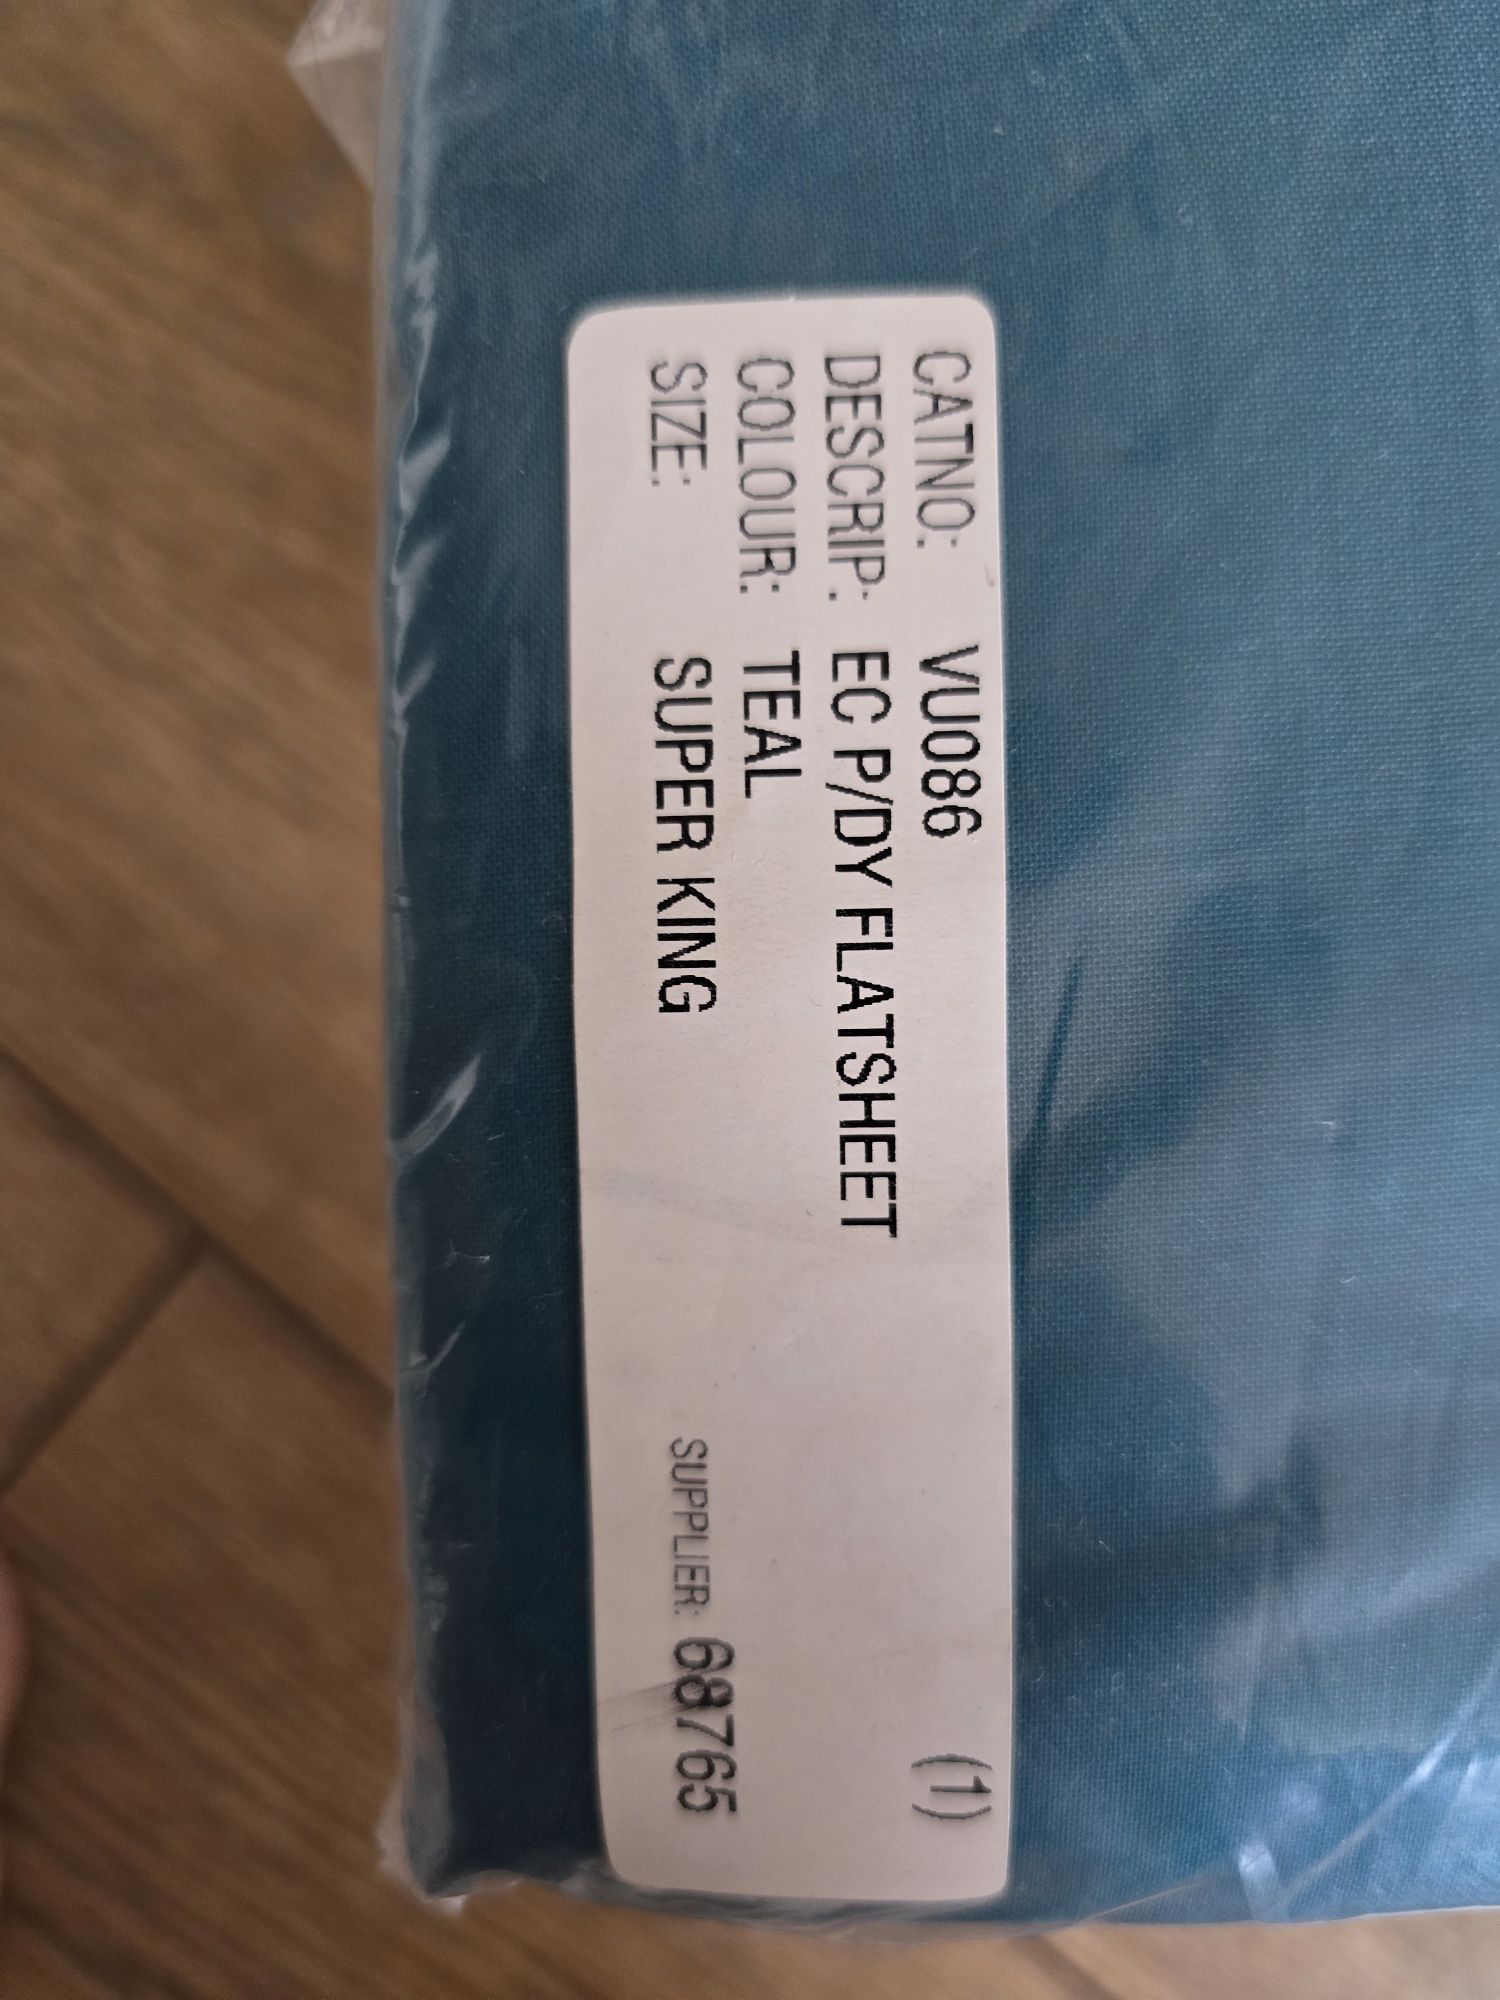 CATNO: VU086 (1)
DESCRIP: EC P/DY FLATSHEET
COLOUR: TEAL
SIZE: SUPER KING SUPPLIER: 68765